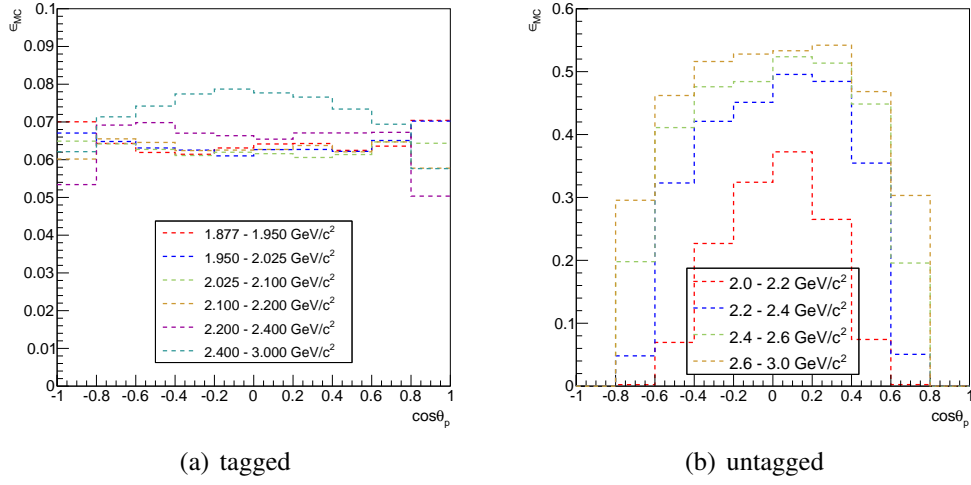 ε_MC
0.1
0.09
0.08
0.07
0.06
0.05
0.04
0.03
0.02
0.01
0
-1 -0.8 -0.6 -0.4 -0.2 0 0.2 0.4 0.6 0.8 1
cosθ_p
1.877 - 1.950 GeV/c²
1.950 - 2.025 GeV/c²
2.025 - 2.100 GeV/c²
2.100 - 2.200 GeV/c²
2.200 - 2.400 GeV/c²
2.400 - 3.000 GeV/c²
(a) tagged
ε_MC
0.6
0.5
0.4
0.3
0.2
0.1
0
-1 -0.8 -0.6 -0.4 -0.2 0 0.2 0.4 0.6 0.8 1
cosθ_p
2.0 - 2.2 GeV/c²
2.2 - 2.4 GeV/c²
2.4 - 2.6 GeV/c²
2.6 - 3.0 GeV/c²
(b) untagged